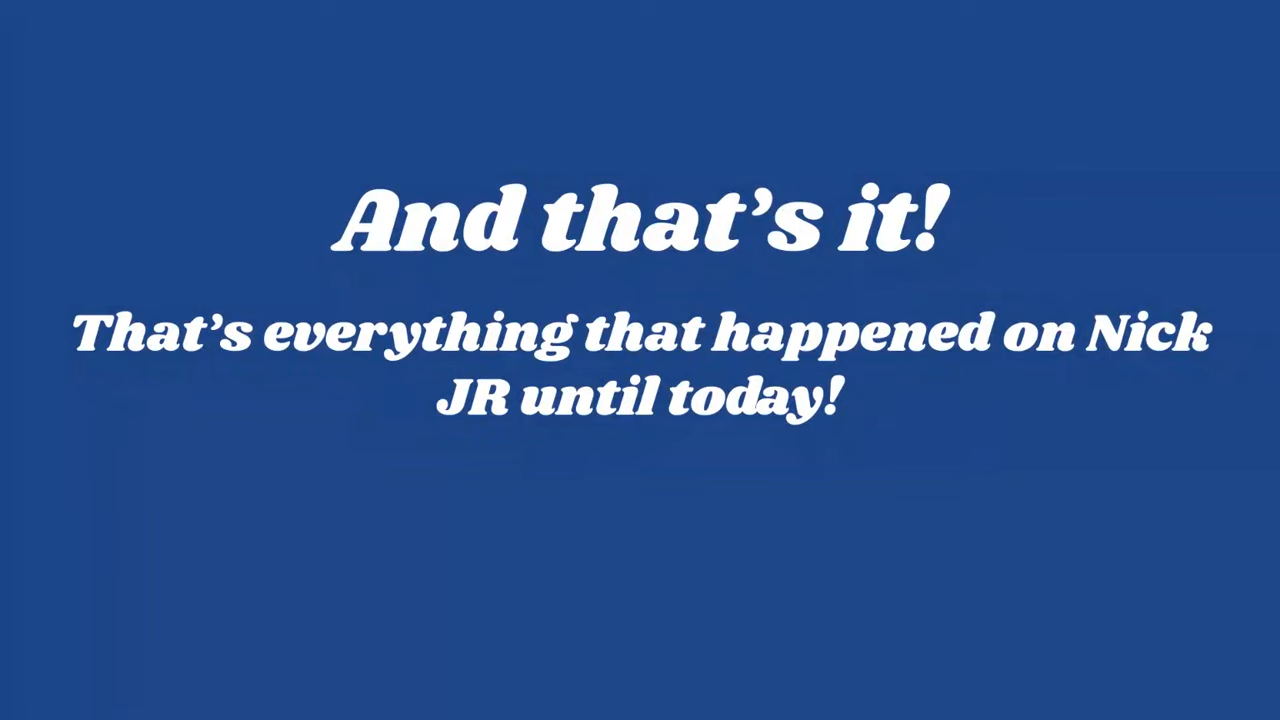 And that’s it!
That’s everything that happened on Nick
JR until today!